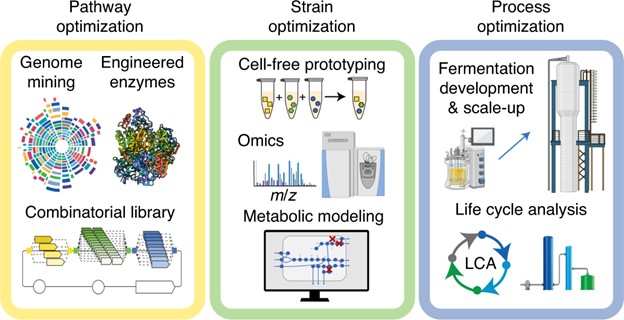 Pathway
optimization
Genome
mining
Engineered
enzymes
Combinatorial library
Strain
optimization
Cell-free prototyping
+ + →
Omics
m/z
Metabolic modeling
Process
optimization
Fermentation
development
& scale-up
Life cycle analysis
LCA